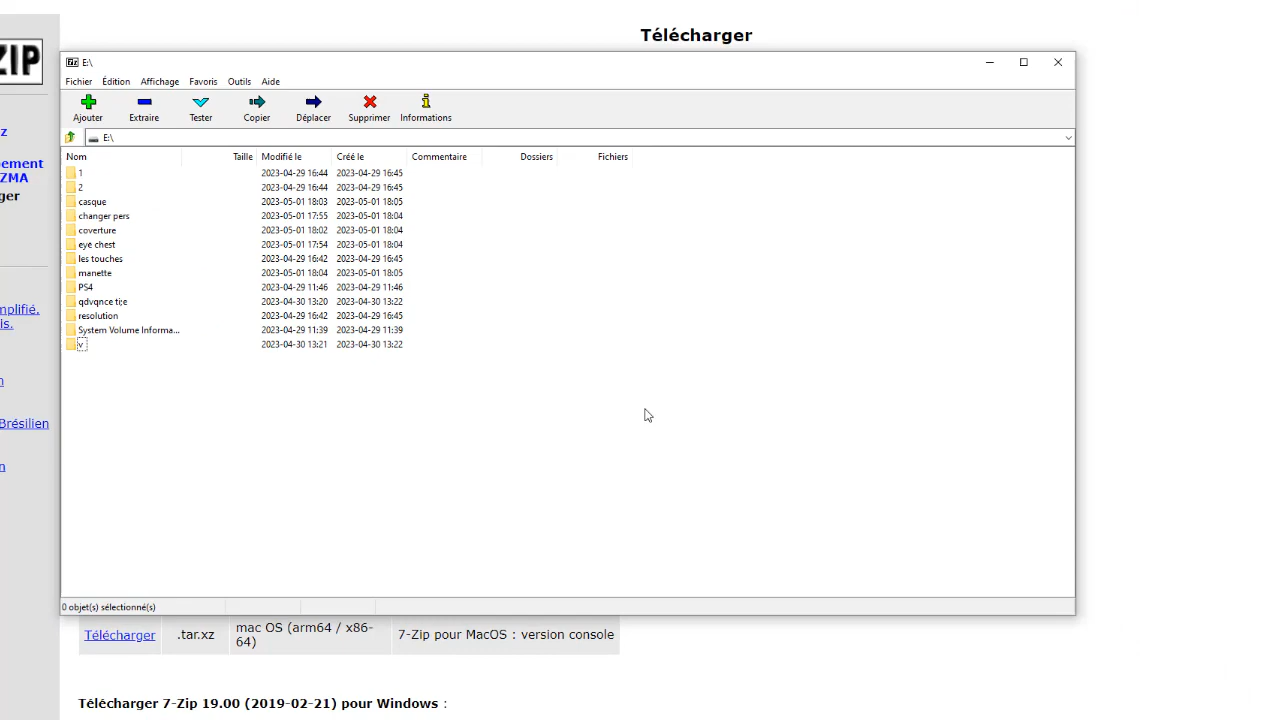 Télécharger
ZIP
E:\
Fichier Édition Affichage Favoris Outils Aide
Ajouter Extraire Tester Copier Déplacer Supprimer Informations
E:\
Nom Taille Modifié le Créé le Commentaire Dossiers Fichiers
1 2023-04-29 16:44 2023-04-29 16:45
2 2023-04-29 16:44 2023-04-29 16:45
casque 2023-05-01 18:03 2023-05-01 18:05
changer pers 2023-05-01 17:55 2023-05-01 18:04
coverture 2023-05-01 18:02 2023-05-01 18:04
eye chest 2023-05-01 17:54 2023-05-01 18:04
les touches 2023-04-29 16:42 2023-04-29 16:45
manette 2023-05-01 18:04 2023-05-01 18:05
PS4 2023-04-29 11:46 2023-04-29 11:46
qdvqnce ti;e 2023-04-30 13:20 2023-04-30 13:22
resolution 2023-04-29 16:42 2023-04-29 16:45
System Volume Informa... 2023-04-29 11:39 2023-04-29 11:39
v 2023-04-30 13:21 2023-04-30 13:22
0 objet(s) sélectionné(s)
z
pement
ZMA
ger
mplifié.
is.
n
Brésilien
n
Télécharger .tar.xz mac OS (arm64 / x86-
64) 7-Zip pour MacOS : version console
Télécharger 7-Zip 19.00 (2019-02-21) pour Windows :